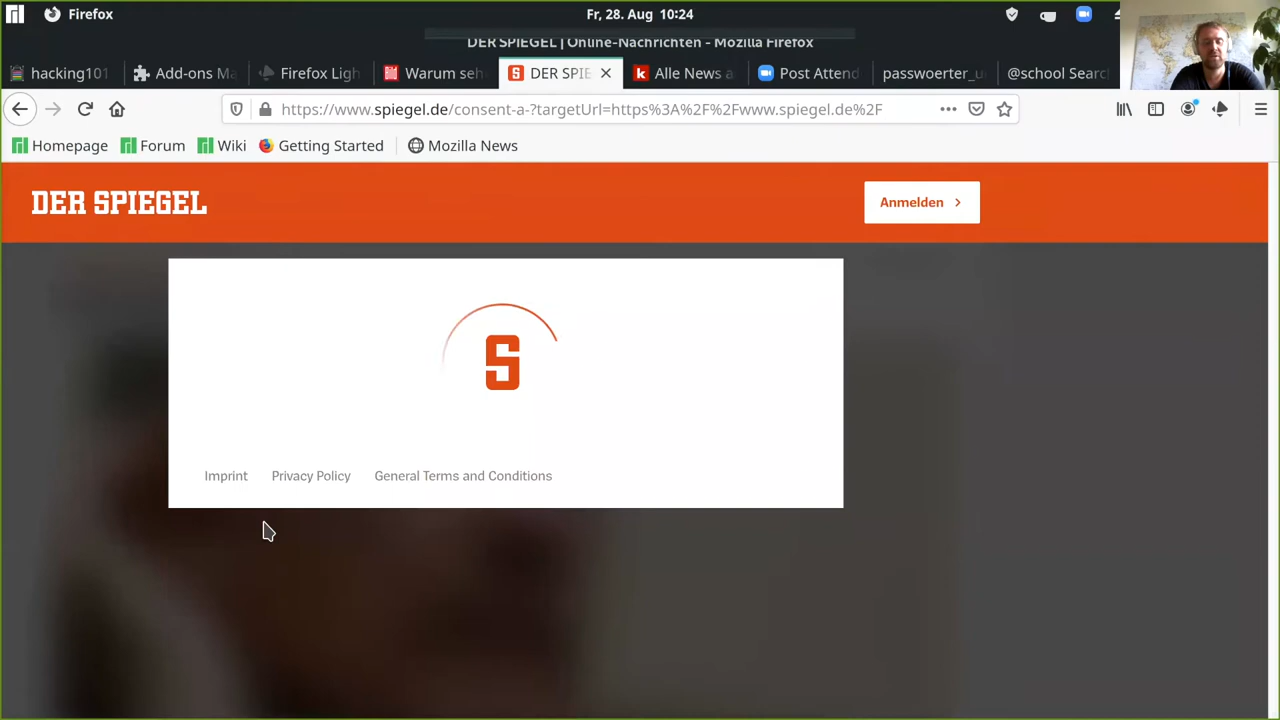 Firefox
Fr, 28. Aug 10:24
DER SPIEGEL | Online-Nachrichten - Mozilla Firefox
hacking101
Add-ons Ma
Firefox Ligh
Warum seh
S DER SPIE
k Alle News a
Post Attend
passwoerter_u
@school Searc
https://www.spiegel.de/consent-a-?targetUrl=https%3A%2F%2Fwww.spiegel.de%2F
Homepage
Forum
Wiki
Getting Started
Mozilla News
DER SPIEGEL
Anmelden
S
Imprint
Privacy Policy
General Terms and Conditions